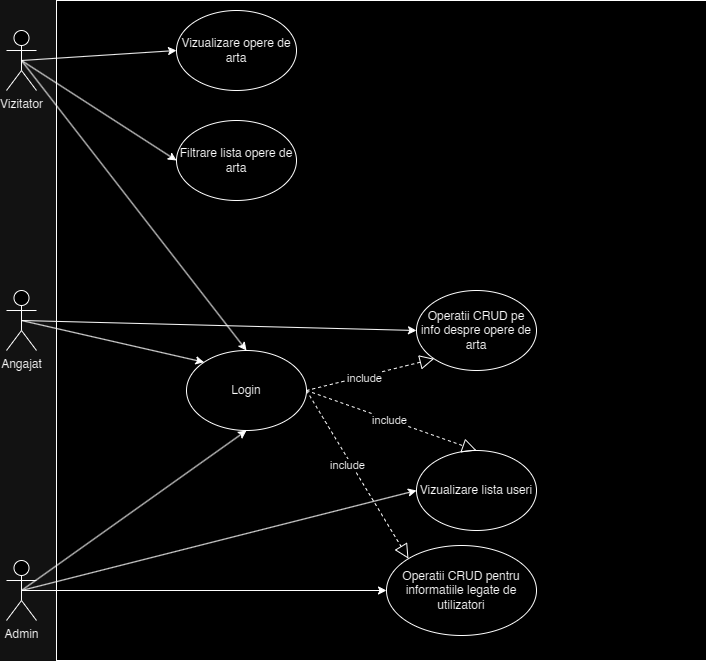 Vizualizare opere de
arta
Vizitator
Filtrare lista opere de
arta
Operatii CRUD pe
info despre opere de
arta
Angajat
Login
include
include
include
Vizualizare lista useri
Operatii CRUD pentru
informatiile legate de
utilizatori
Admin